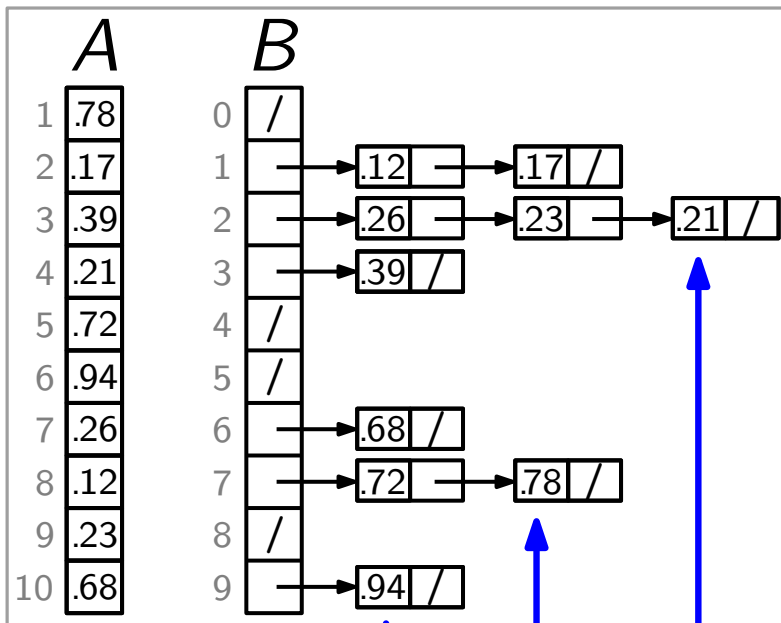 A B
1 .78 0 /
2 .17 1 .12 .17 /
3 .39 2 .26 .23 .21 /
4 .21 3 .39 /
5 .72 4 /
6 .94 5 /
7 .26 6 .68 /
8 .12 7 .72 .78 /
9 .23 8 /
10 .68 9 .94 /